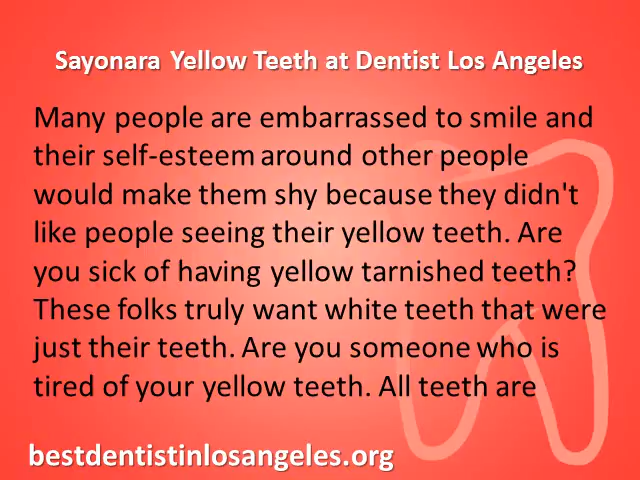 Sayonara Yellow Teeth at Dentist Los Angeles
Many people are embarrassed to smile and
their self-esteem around other people
would make them shy because they didn't
like people seeing their yellow teeth. Are
you sick of having yellow tarnished teeth?
These folks truly want white teeth that were
just their teeth. Are you someone who is
tired of your yellow teeth. All teeth are
bestdentistinlosangeles.org